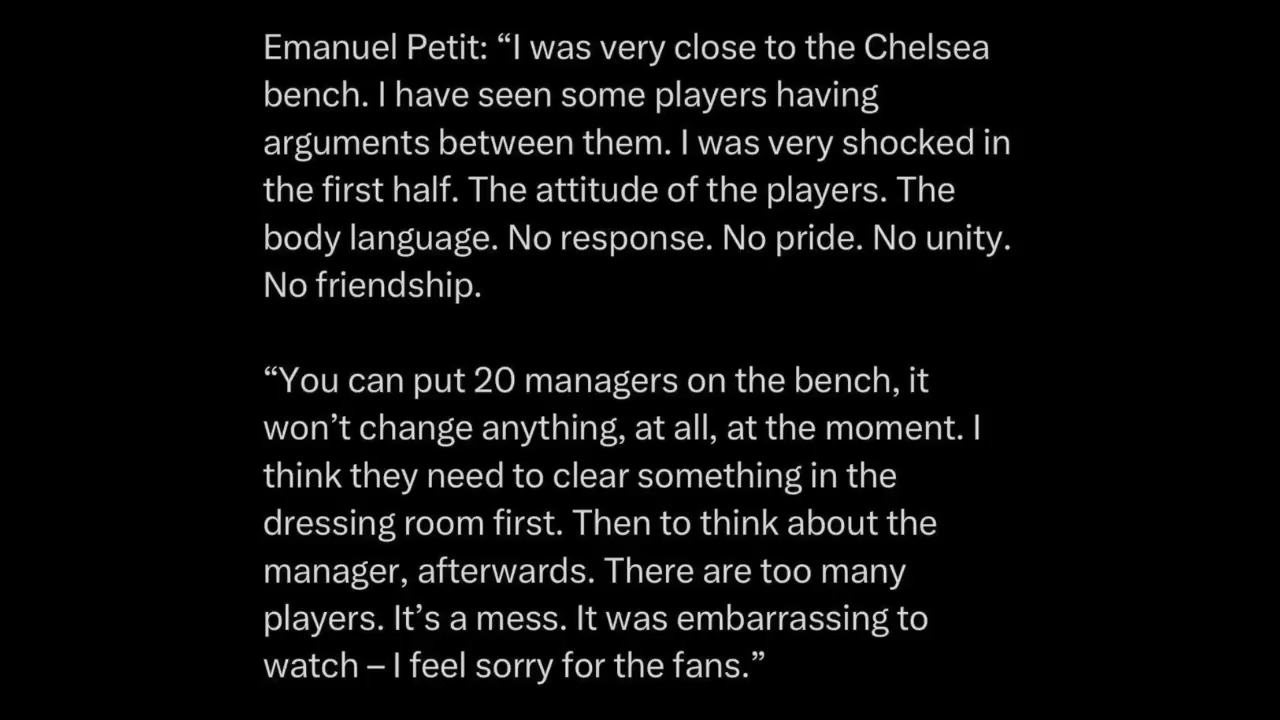 Emanuel Petit: “I was very close to the Chelsea
bench. I have seen some players having
arguments between them. I was very shocked in
the first half. The attitude of the players. The
body language. No response. No pride. No unity.
No friendship.
“You can put 20 managers on the bench, it
won’t change anything, at all, at the moment. I
think they need to clear something in the
dressing room first. Then to think about the
manager, afterwards. There are too many
players. It’s a mess. It was embarrassing to
watch – I feel sorry for the fans.”